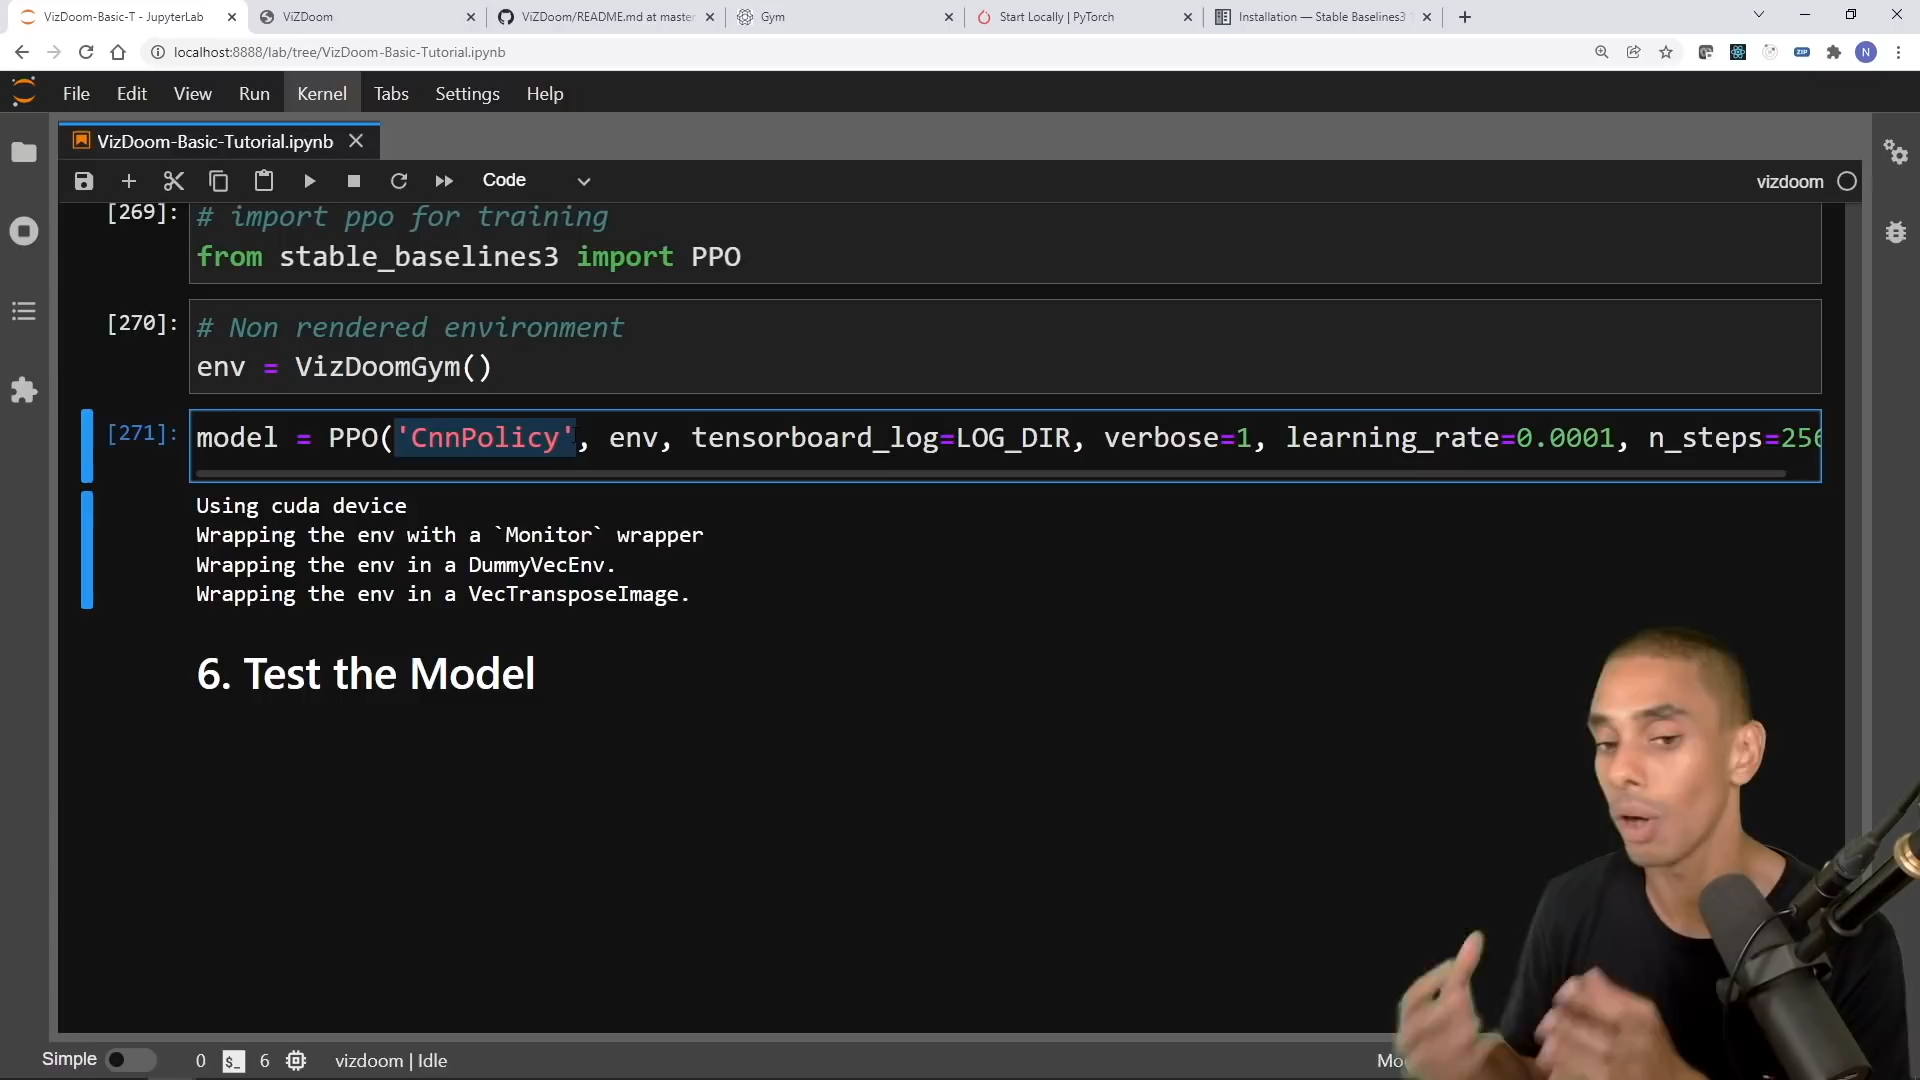 VizDoom-Basic-T - JupyterLab
ViZDoom
ViZDoom/README.md at master
Gym
Start Locally | PyTorch
Installation — Stable Baselines3
localhost:8888/lab/tree/VizDoom-Basic-Tutorial.ipynb
ZIP
N
File Edit View Run Kernel Tabs Settings Help
VizDoom-Basic-Tutorial.ipynb
Code
vizdoom
[269]:
# import ppo for training
from stable_baselines3 import PPO
[270]:
# Non rendered environment
env = VizDoomGym()
[271]:
model = PPO('CnnPolicy', env, tensorboard_log=LOG_DIR, verbose=1, learning_rate=0.0001, n_steps=256
Using cuda device
Wrapping the env with a `Monitor` wrapper
Wrapping the env in a DummyVecEnv.
Wrapping the env in a VecTransposeImage.
6. Test the Model
Simple
0
$_
6
vizdoom | Idle